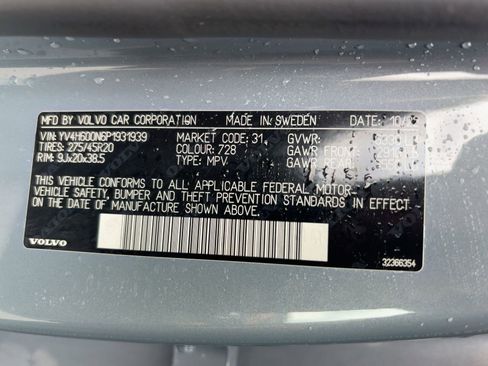 MFD BY VOLVO CAR CORPORATION MADE IN SWEDEN DATE: 10/
VIN: YV4H600N6P1931939 MARKET CODE: 31 GVWR:
TIRES: 275/45R20 COLOUR: 728 GAWR FRONT
RIM: 9Jx20x38.5 TYPE: MPV GAWR REAR
THIS VEHICLE CONFORMS TO ALL APPLICABLE FEDERAL MOTOR-
VEHICLE SAFETY, BUMPER AND THEFT PREVENTION STANDARDS IN EFFECT
ON THE DATE OF MANUFACTURE SHOWN ABOVE.
VOLVO 32366354